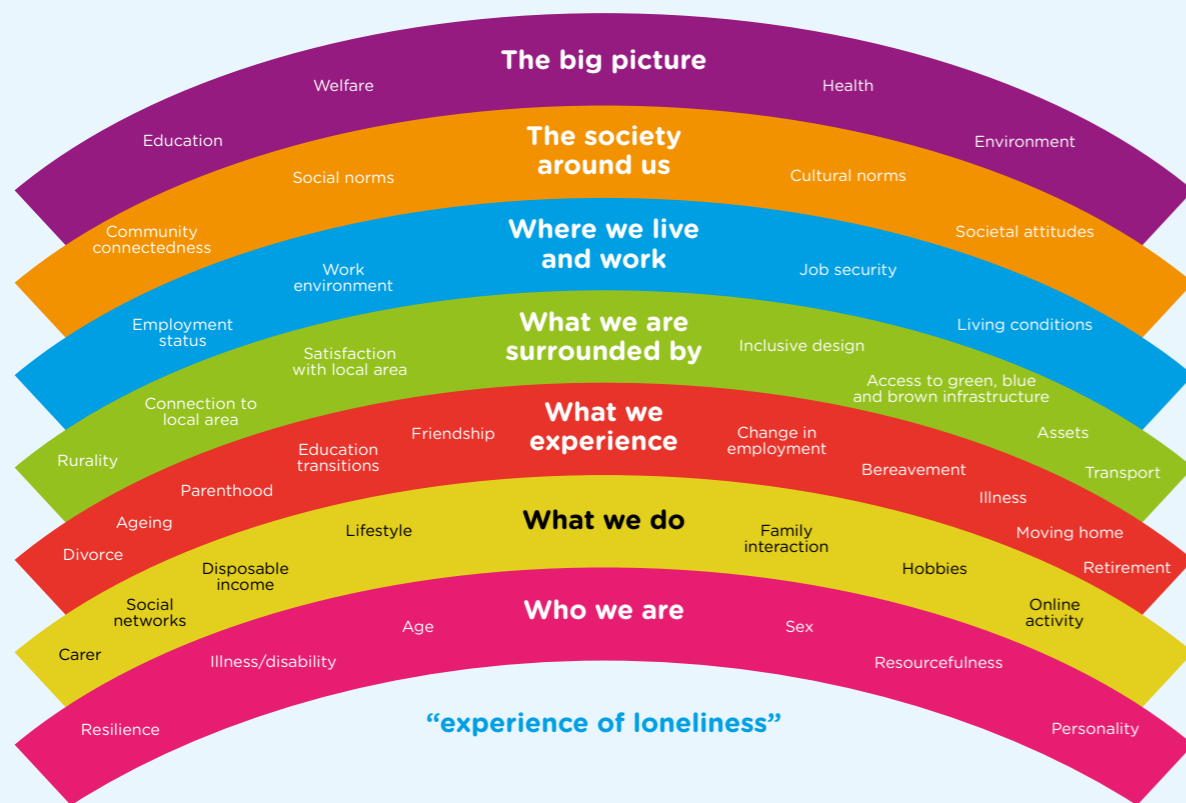 The big picture
Welfare
Health
Education
Environment
The society
around us
Social norms
Cultural norms
Community
connectedness
Societal attitudes
Where we live
and work
Work
environment
Job security
Employment
status
Living conditions
What we are
surrounded by
Satisfaction
with local area
Inclusive design
Connection to
local area
Access to green, blue
and brown infrastructure
Rurality
Assets
Transport
What we
experience
Friendship
Change in
employment
Education
transitions
Bereavement
Parenthood
Illness
Ageing
Moving home
Divorce
Retirement
What we do
Lifestyle
Family
interaction
Disposable
income
Hobbies
Social
networks
Online
activity
Carer
Who we are
Age
Sex
Illness/disability
Resourcefulness
Resilience
Personality
“experience of loneliness”